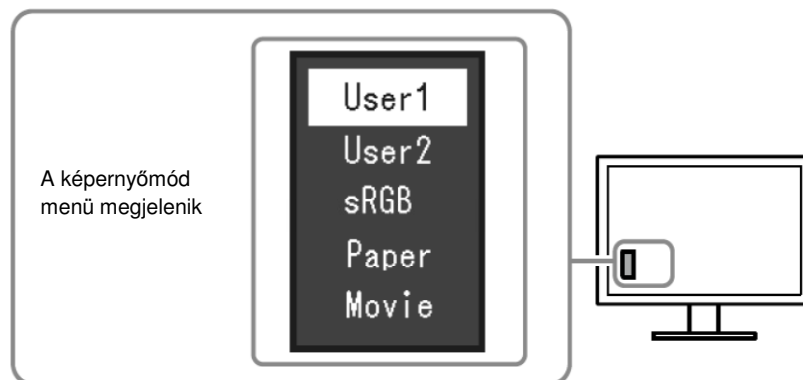 A képernyőmód
menü megjelenik
User1
User2
sRGB
Paper
Movie